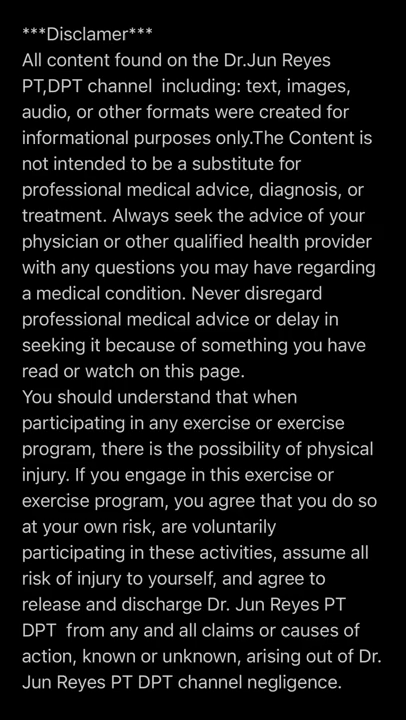 ***Disclamer***
All content found on the Dr.Jun Reyes
PT,DPT channel  including: text, images,
audio, or other formats were created for
informational purposes only.The Content is
not intended to be a substitute for
professional medical advice, diagnosis, or
treatment. Always seek the advice of your
physician or other qualified health provider
with any questions you may have regarding
a medical condition. Never disregard
professional medical advice or delay in
seeking it because of something you have
read or watch on this page.
You should understand that when
participating in any exercise or exercise
program, there is the possibility of physical
injury. If you engage in this exercise or
exercise program, you agree that you do so
at your own risk, are voluntarily
participating in these activities, assume all
risk of injury to yourself, and agree to
release and discharge Dr. Jun Reyes PT
DPT  from any and all claims or causes of
action, known or unknown, arising out of Dr.
Jun Reyes PT DPT channel negligence.